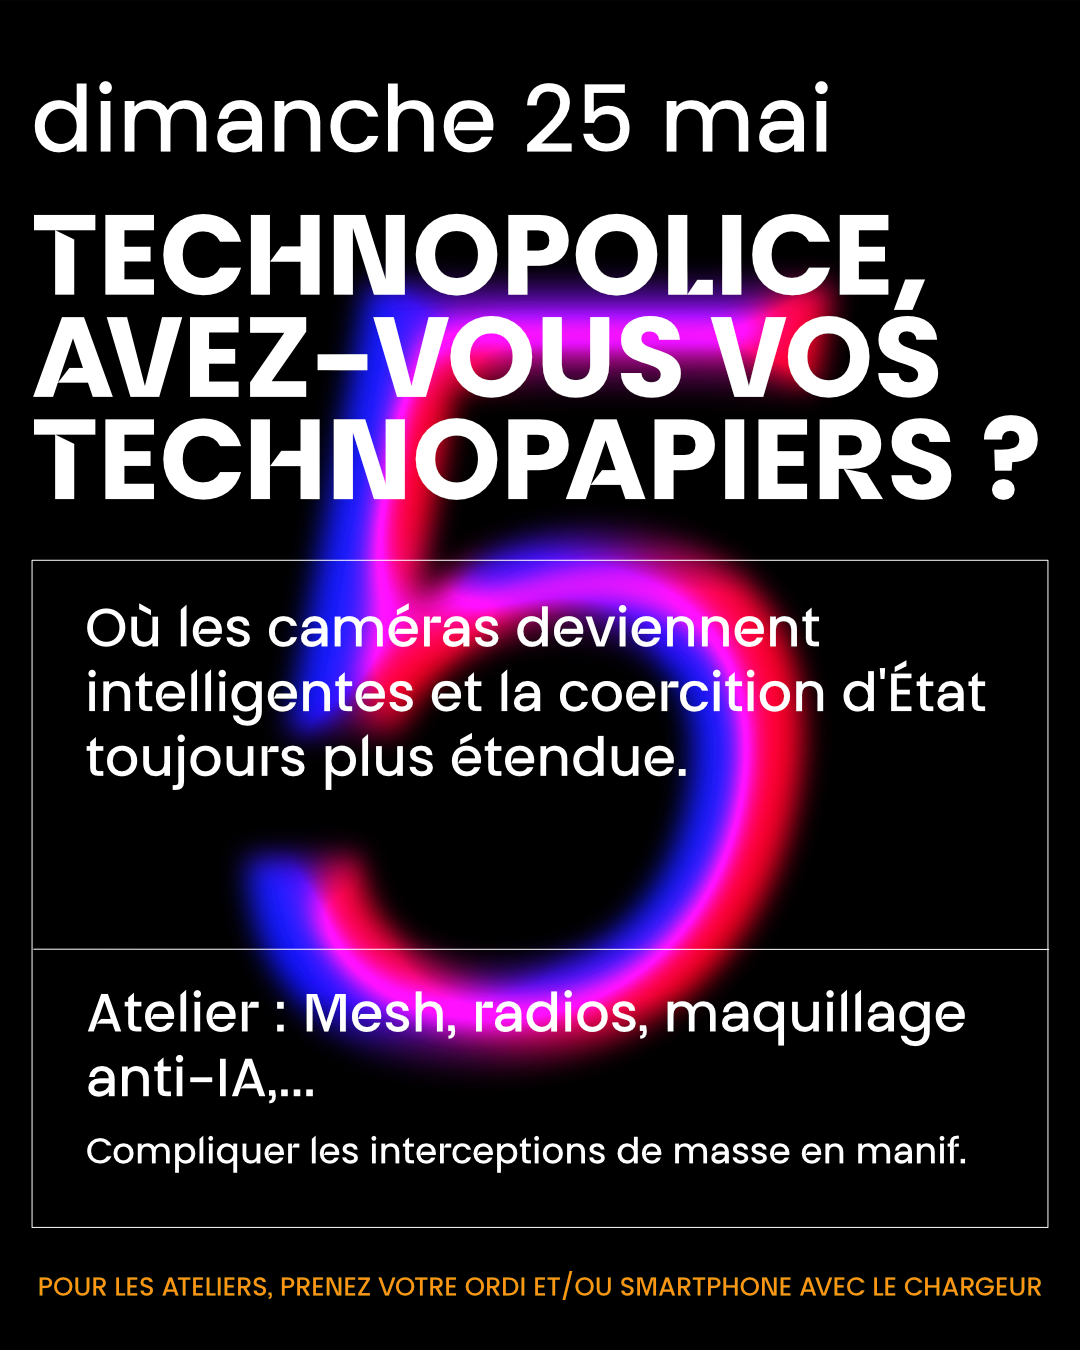 dimanche 25 mai
TECHNOPOLICE,
AVEZ-VOUS VOS
TECHNOPAPIERS ?
5
Où les caméras deviennent
intelligentes et la coercition d'État
toujours plus étendue.
Atelier : Mesh, radios, maquillage
anti-IA,...
Compliquer les interceptions de masse en manif.
POUR LES ATELIERS, PRENEZ VOTRE ORDI ET/OU SMARTPHONE AVEC LE CHARGEUR